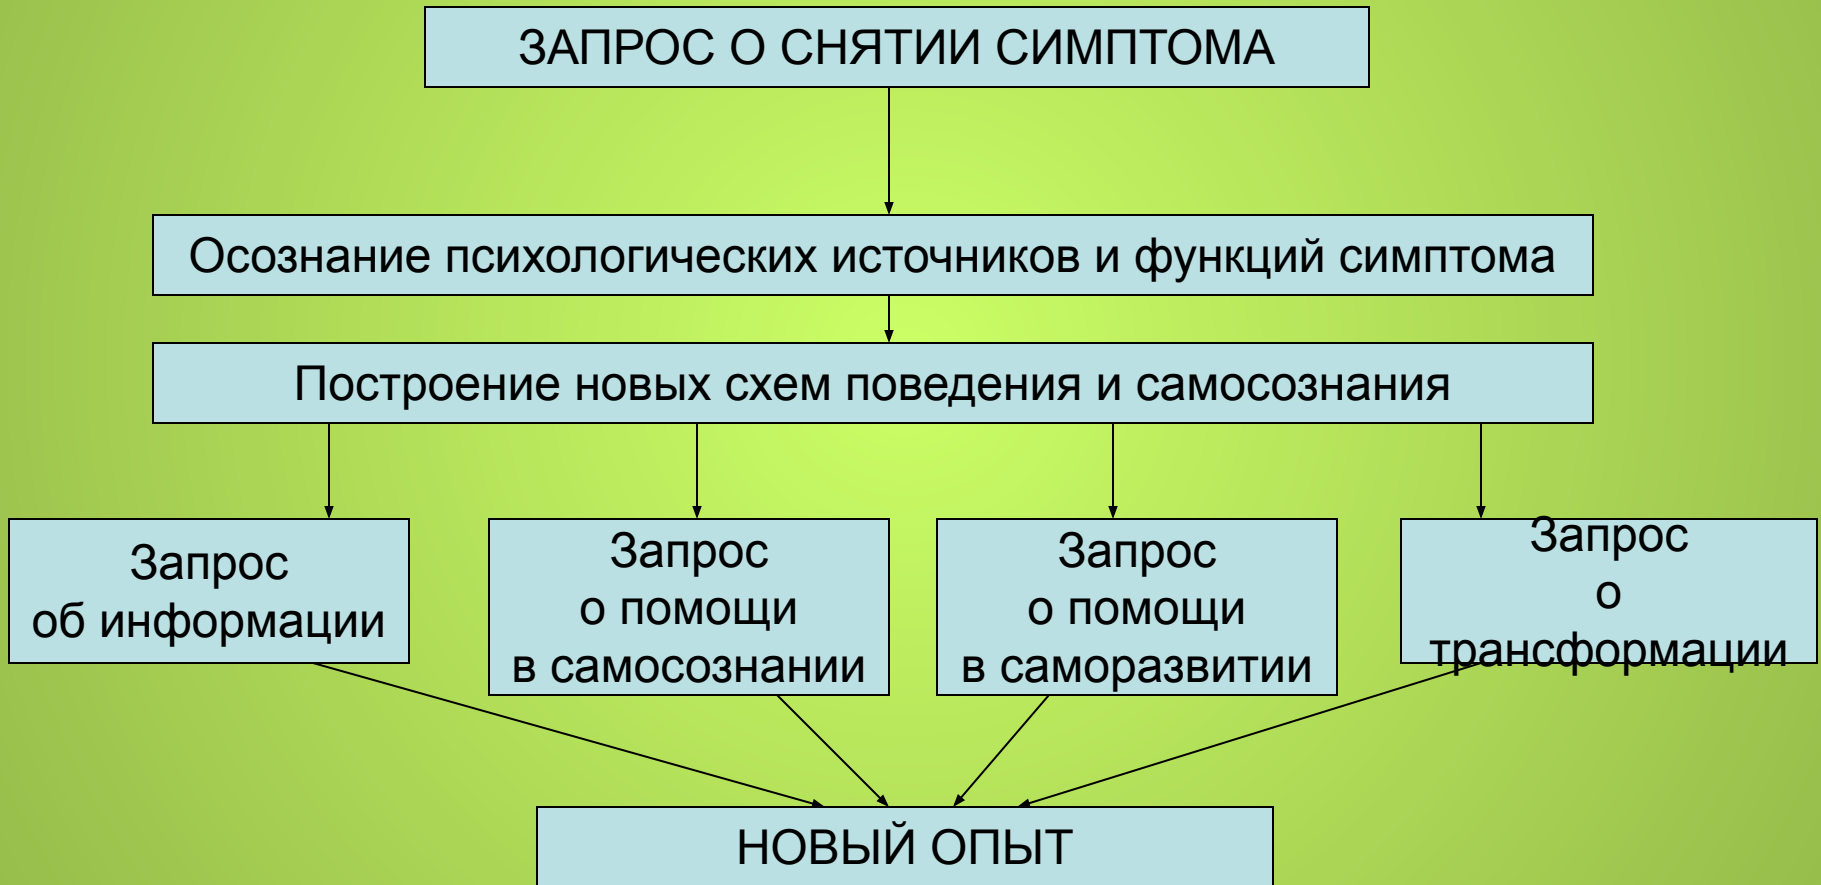 ЗАПРОС О СНЯТИИ СИМПТОМА
Осознание психологических источников и функций симптома
Построение новых схем поведения и самосознания
Запрос
об информации
Запрос
о помощи
в самосознании
Запрос
о помощи
в саморазвитии
Запрос
о
трансформации
НОВЫЙ ОПЫТ